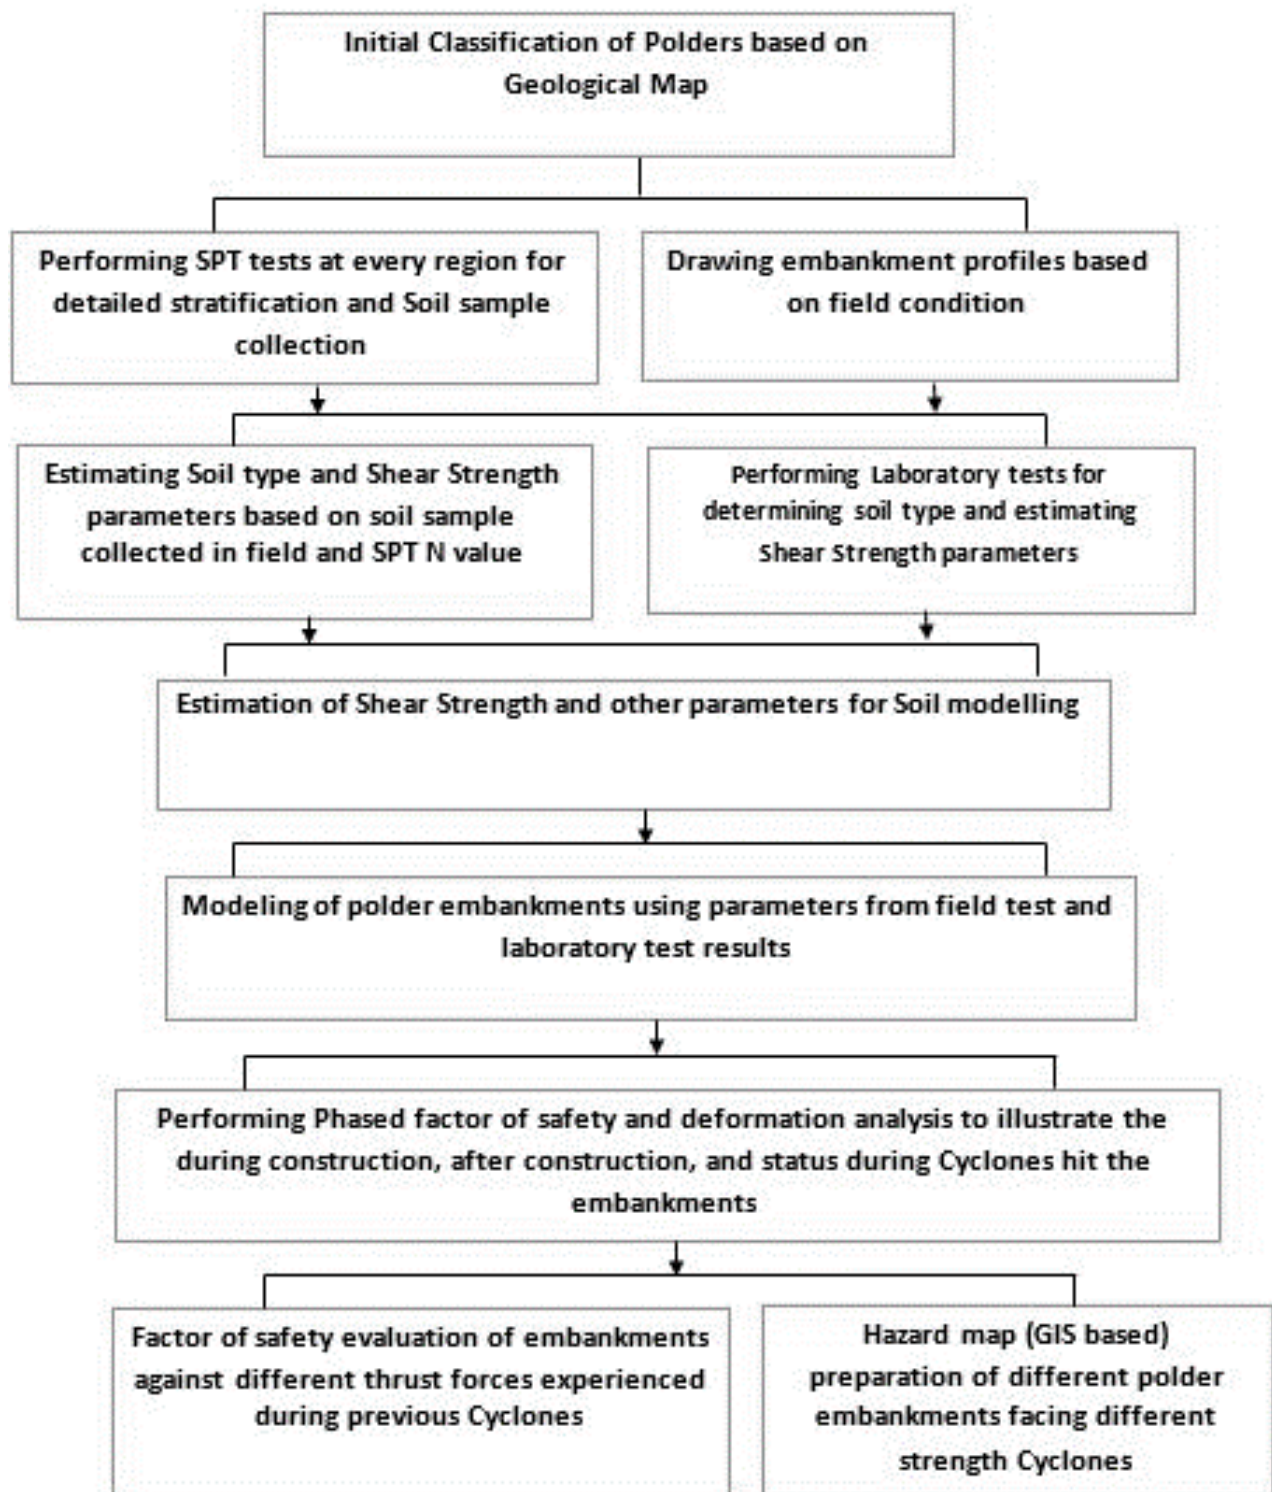 Initial Classification of Polders based on
Geological Map
Performing SPT tests at every region for
detailed stratification and Soil sample
collection
Drawing embankment profiles based
on field condition
Estimating Soil type and Shear Strength
parameters based on soil sample
collected in field and SPT N value
Performing Laboratory tests for
determining soil type and estimating
Shear Strength parameters
Estimation of Shear Strength and other parameters for Soil modelling
Modeling of polder embankments using parameters from field test and
laboratory test results
Performing Phased factor of safety and deformation analysis to illustrate the
during construction, after construction, and status during Cyclones hit the
embankments
Factor of safety evaluation of embankments
against different thrust forces experienced
during previous Cyclones
Hazard map (GIS based)
preparation of different polder
embankments facing different
strength Cyclones